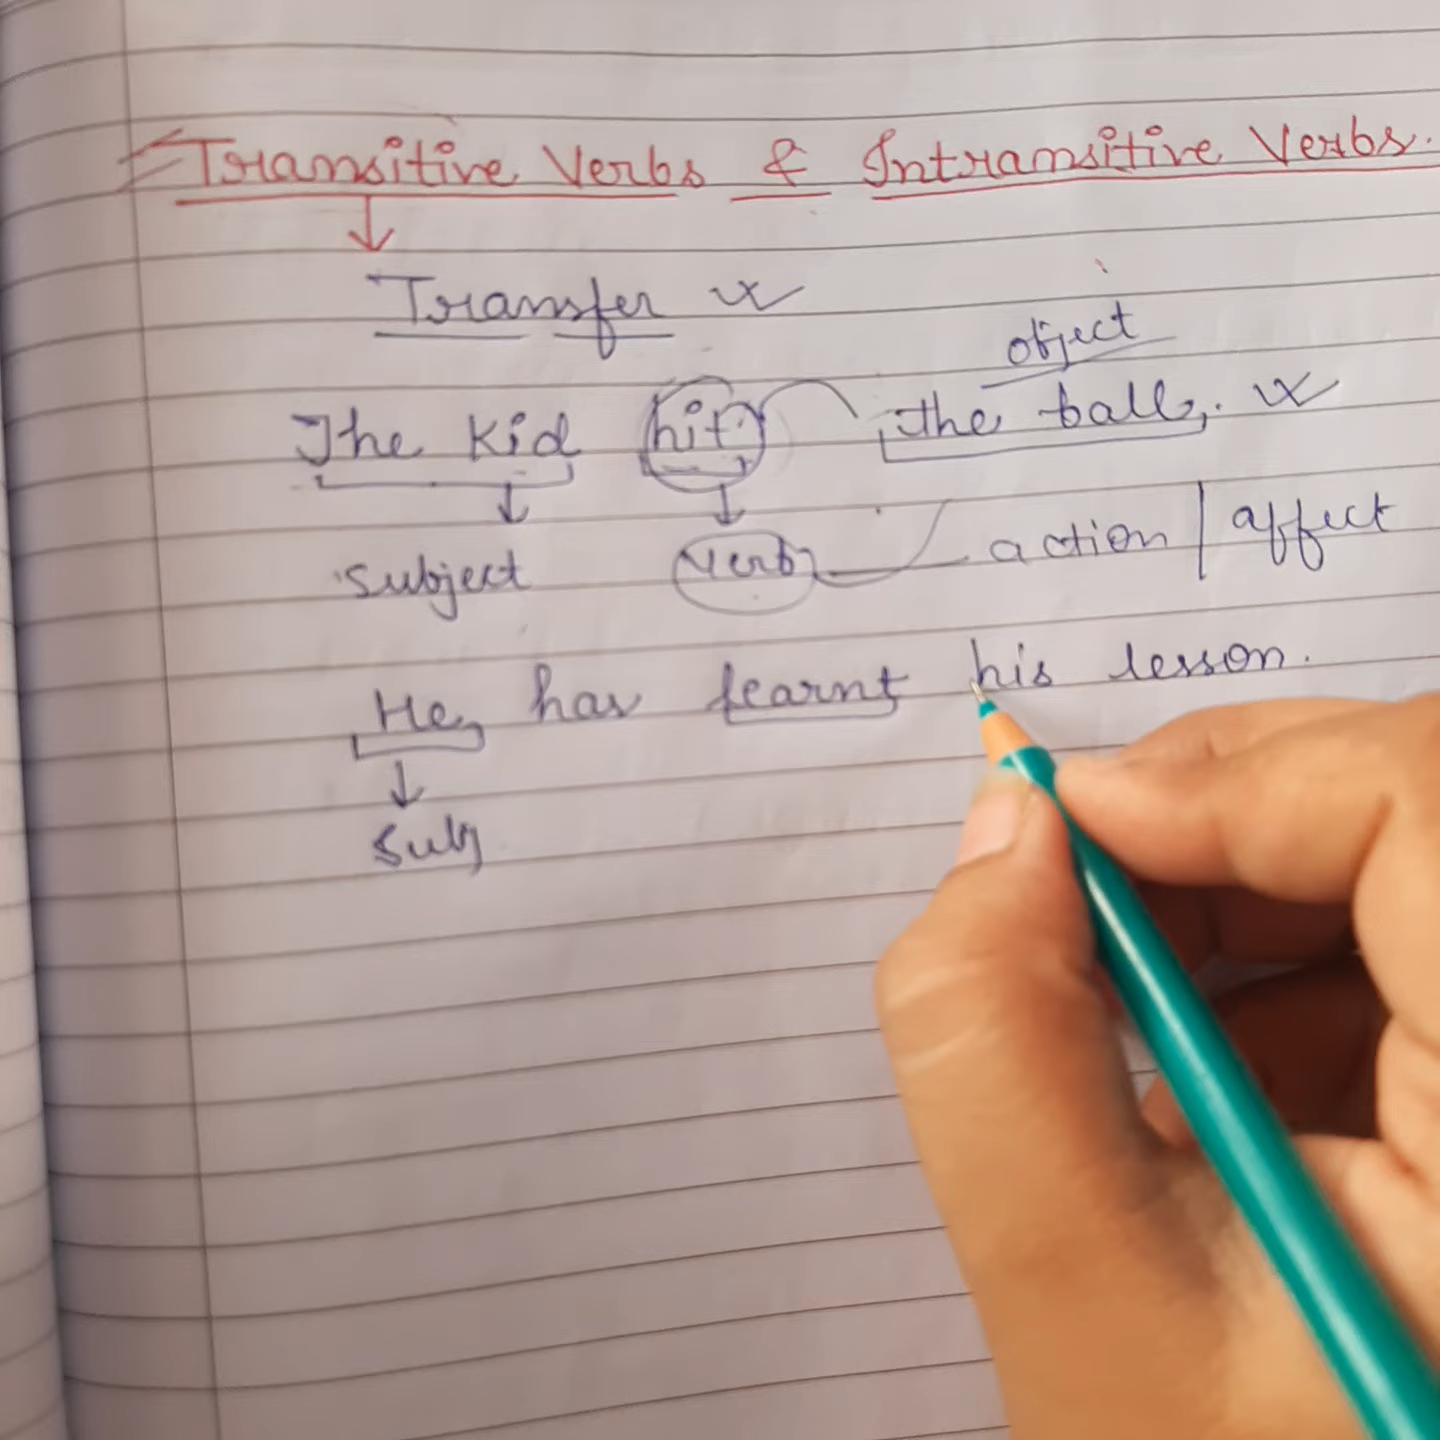 Transitive Verbs & Intransitive Verbs.
Transfer
object
The Kid hit the ball.
subject verb action / affect
He has learnt his lesson.
Subj